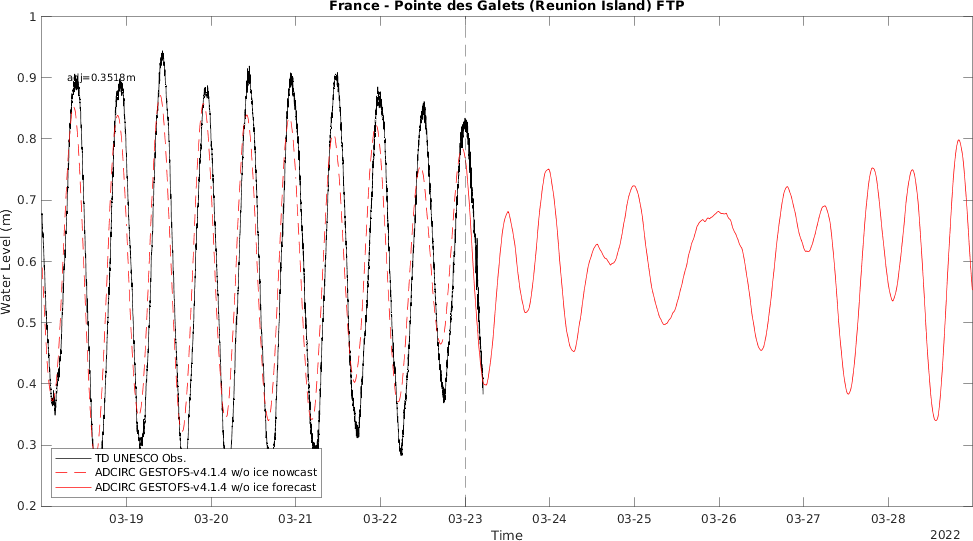 France - Pointe des Galets (Reunion Island) FTP
1
0.9
0.8
0.7
0.6
0.5
0.4
0.3
0.2
Water Level (m)
adj=0.3518m
TD UNESCO Obs.
ADCIRC GESTOFS-v4.1.4 w/o ice nowcast
ADCIRC GESTOFS-v4.1.4 w/o ice forecast
03-19 03-20 03-21 03-22 03-23 03-24 03-25 03-26 03-27 03-28
Time
2022